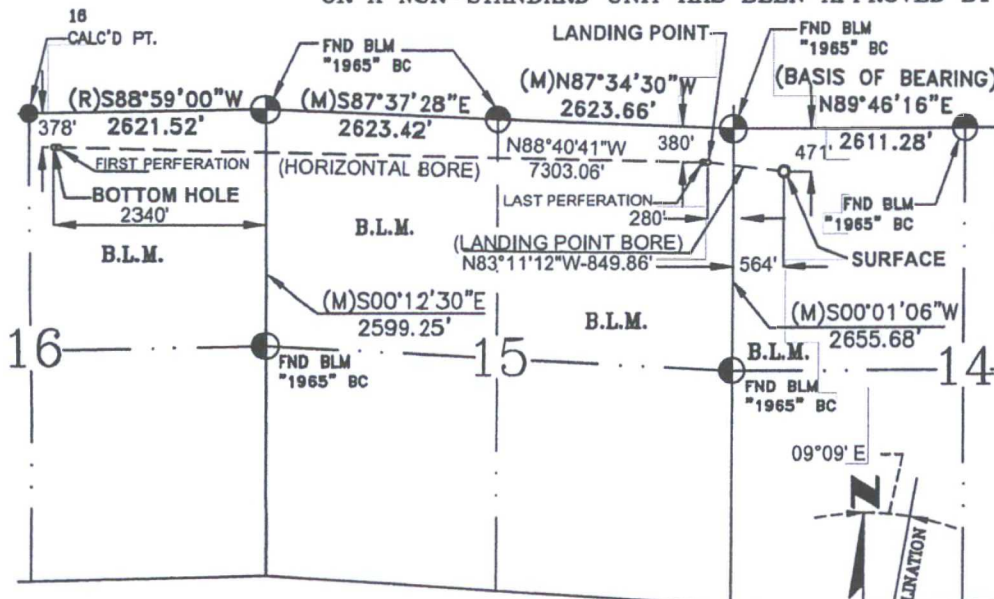 16
CALC'D PT.
FND BLM
"1965" BC
LANDING POINT
FND BLM
"1965" BC
(R)S88°59'00"W
2621.52'
(M)S87°37'28"E
2623.42'
(M)N87°34'30"W
2623.66'
(BASIS OF BEARING)
N89°46'16"E
2611.28'
378'
FIRST PERFERATION
(HORIZONTAL BORE)
N88°40'41"W
7303.06'
380'
471'
BOTTOM HOLE
2340'
LAST PERFERATION
280'
FND BLM
"1965" BC
B.L.M.
B.L.M.
(LANDING POINT BORE)
N83°11'12"W-849.86'
564'
SURFACE
(M)S00°12'30"E
2599.25'
B.L.M.
(M)S00°01'06"W
2655.68'
16
FND BLM
"1965" BC
15
B.L.M.
FND BLM
"1965" BC
14
09°09' E
N